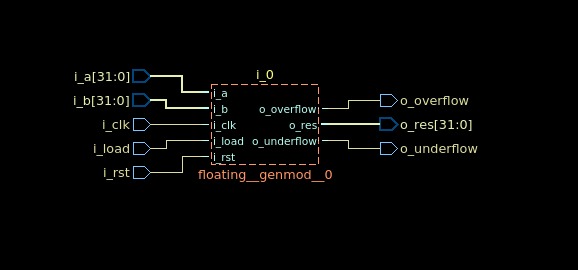 i_0
i_a[31:0]
i_b[31:0]
i_clk
i_load
i_rst
i_a
i_b
i_clk
i_load
i_rst
o_overflow
o_res
o_underflow
o_overflow
o_res[31:0]
o_underflow
floating__genmod__0